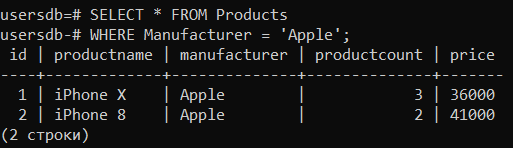 usersdb=# SELECT * FROM Products
usersdb-# WHERE Manufacturer = 'Apple';
 id | productname | manufacturer | productcount | price
----+-------------+--------------+--------------+-------
  1 | iPhone X    | Apple        |            3 | 36000
  2 | iPhone 8    | Apple        |            2 | 41000
(2 строки)